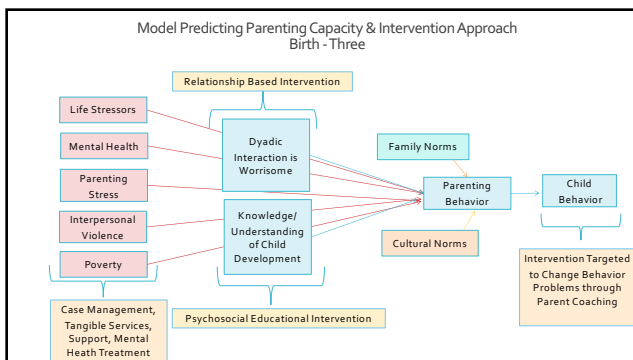 Model Predicting Parenting Capacity & Intervention Approach
Birth - Three
Relationship Based Intervention
Life Stressors
Mental Health
Parenting
Stress
Interpersonal
Violence
Poverty
Case Management,
Tangible Services,
Support, Mental
Heath Treatment
Dyadic
Interaction is
Worrisome
Knowledge/
Understanding
of Child
Development
Psychosocial Educational Intervention
Family Norms
Parenting
Behavior
Cultural Norms
Child
Behavior
Intervention Targeted
to Change Behavior
Problems through
Parent Coaching